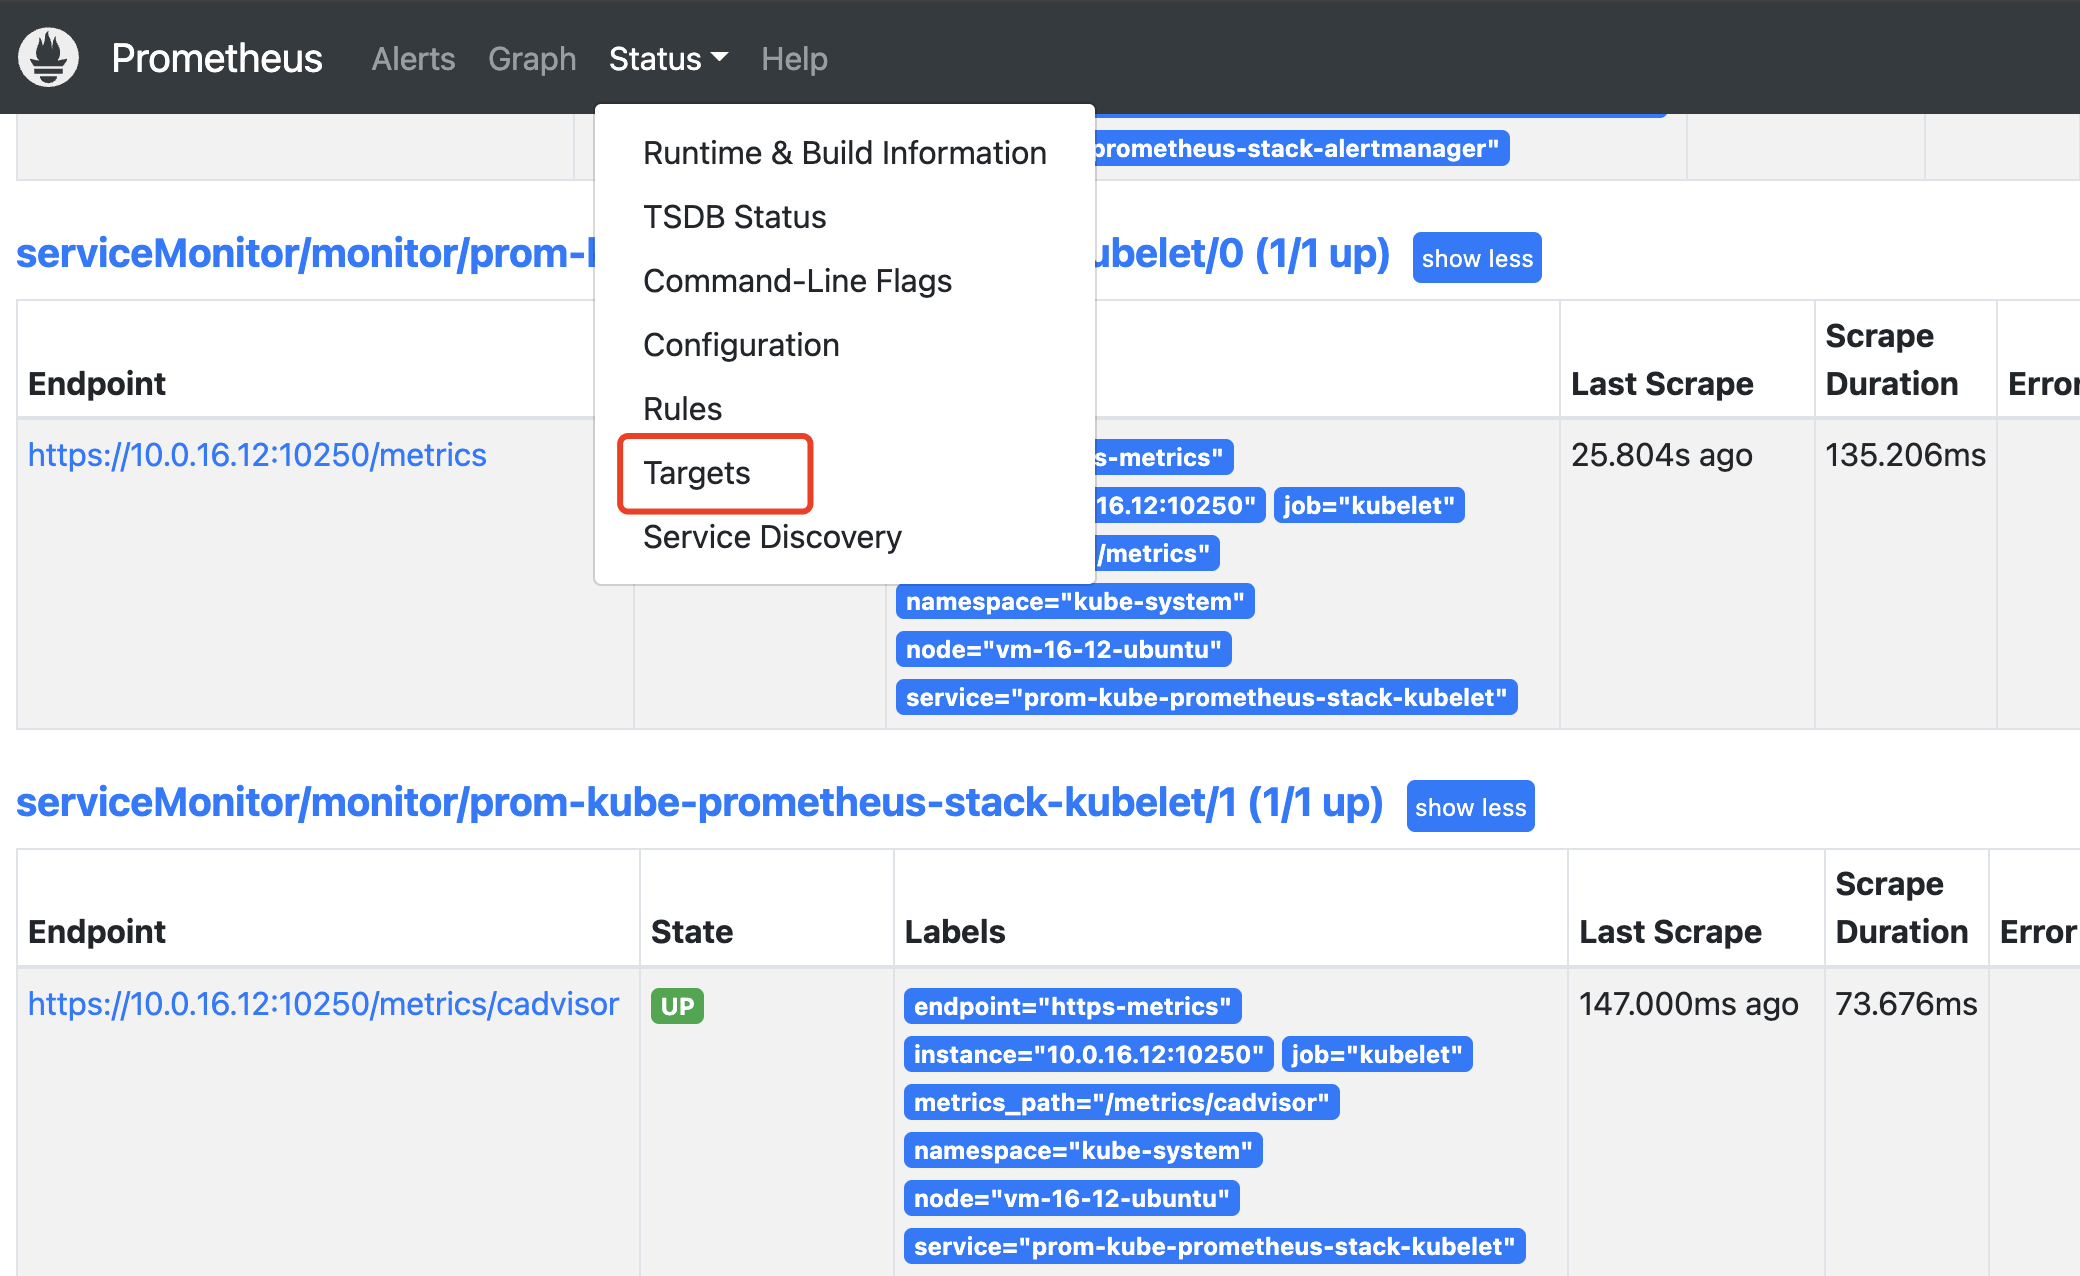 Prometheus Alerts Graph Status Help
Runtime & Build Information
TSDB Status
Command-Line Flags
Configuration
Rules
Targets
Service Discovery
prometheus-stack-alertmanager"
serviceMonitor/monitor/prom- ubelet/0 (1/1 up) show less
Endpoint Last Scrape Scrape Duration Error
https://10.0.16.12:10250/metrics
s-metrics"
16.12:10250" job="kubelet"
/metrics"
namespace="kube-system"
node="vm-16-12-ubuntu"
service="prom-kube-prometheus-stack-kubelet"
25.804s ago 135.206ms
serviceMonitor/monitor/prom-kube-prometheus-stack-kubelet/1 (1/1 up) show less
Endpoint State Labels Last Scrape Scrape Duration Error
https://10.0.16.12:10250/metrics/cadvisor UP
endpoint="https-metrics"
instance="10.0.16.12:10250" job="kubelet"
metrics_path="/metrics/cadvisor"
namespace="kube-system"
node="vm-16-12-ubuntu"
service="prom-kube-prometheus-stack-kubelet"
147.000ms ago 73.676ms